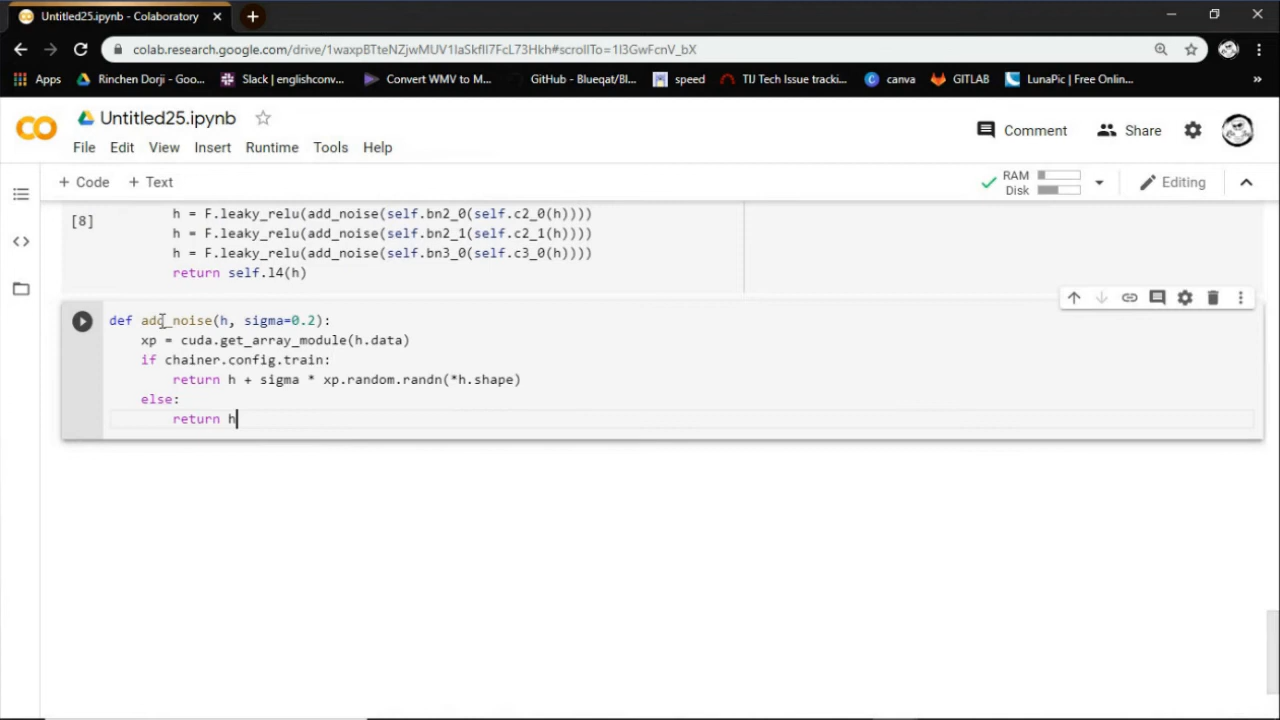 Untitled25.ipynb - Colaboratory
colab.research.google.com/drive/1waxpBTteNZjwMUV1IaSkfIl7FcL73Hkh#scrollTo=1I3GwFcnV_bX
Apps Rinchen Dorji - Goo... Slack | englishconv... Convert WMV to M... GitHub - Blueqat/Bl... speed TIJ Tech Issue tracki... canva GITLAB LunaPic | Free Onlin... »
CO Untitled25.ipynb
Comment Share
File Edit View Insert Runtime Tools Help
+ Code + Text RAM Disk Editing
[8] h = F.leaky_relu(add_noise(self.bn2_0(self.c2_0(h))))
h = F.leaky_relu(add_noise(self.bn2_1(self.c2_1(h))))
h = F.leaky_relu(add_noise(self.bn3_0(self.c3_0(h))))
return self.l4(h)
def add_noise(h, sigma=0.2):
xp = cuda.get_array_module(h.data)
if chainer.config.train:
return h + sigma * xp.random.randn(*h.shape)
else:
return h